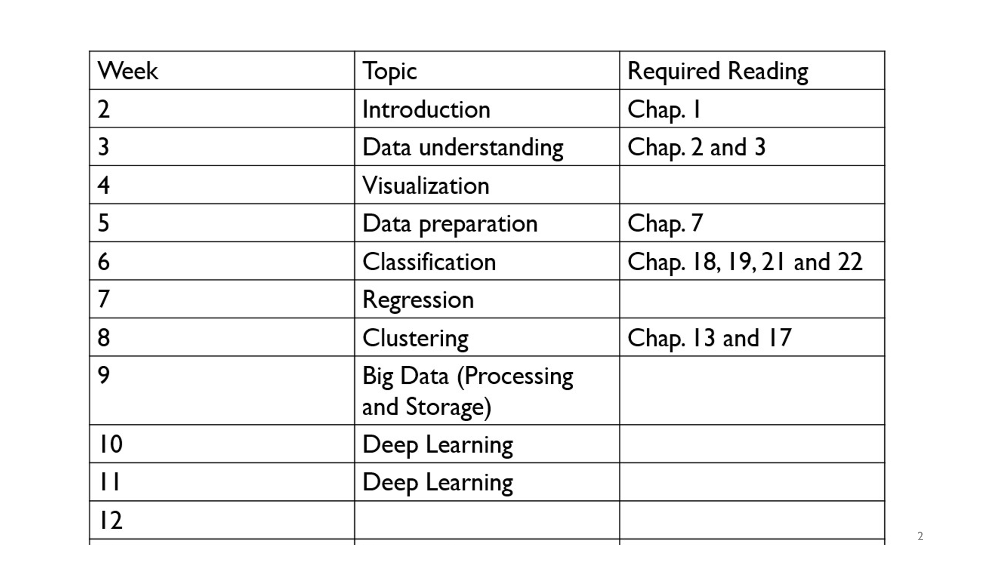 Week Topic Required Reading
2 Introduction Chap. 1
3 Data understanding Chap. 2 and 3
4 Visualization
5 Data preparation Chap. 7
6 Classification Chap. 18, 19, 21 and 22
7 Regression
8 Clustering Chap. 13 and 17
9 Big Data (Processing
and Storage)
10 Deep Learning
11 Deep Learning
12
2